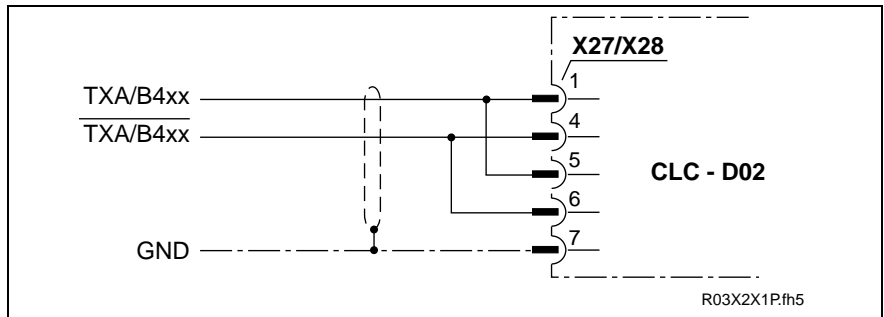 X27/X28
TXA/B4xx
1
TXA/B4xx
4
5
CLC - D02
6
GND
7
R03X2X1P.fh5